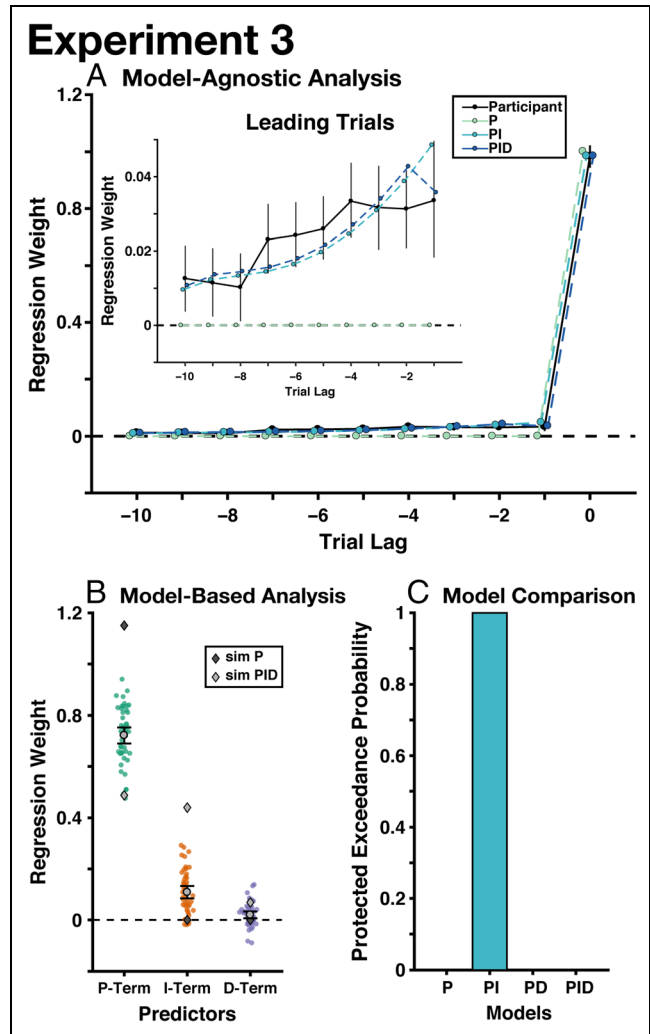 Experiment 3
A Model-Agnostic Analysis
1.2
0.8
0.4
0
Regression Weight
Participant
P
PI
PID
Leading Trials
0.04
0.02
0
Regression Weight
−10 −8 −6 −4 −2
Trial Lag
−10 −8 −6 −4 −2 0
Trial Lag
B Model-Based Analysis
1.2
0.8
0.4
0
Regression Weight
sim P
sim PID
P-Term I-Term D-Term
Predictors
C Model Comparison
1
0.8
0.6
0.4
0.2
0
Protected Exceedance Probability
P PI PD PID
Models